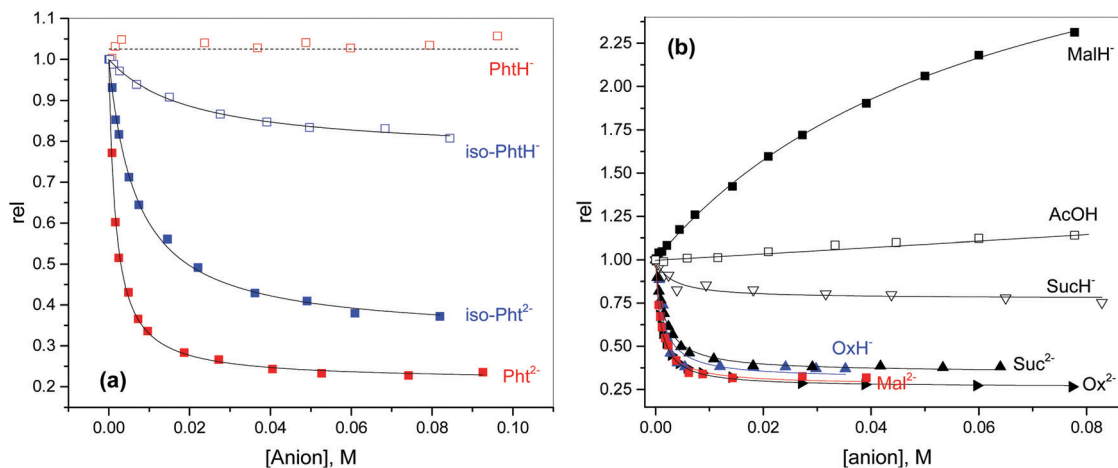 1.1
1.0
0.9
0.8
0.7
0.6
0.5
0.4
0.3
0.2
rel
PhtH-
iso-PhtH-
iso-Pht2-
Pht2-
(a)
0.00 0.02 0.04 0.06 0.08 0.10
[Anion], M
2.25
2.00
1.75
1.50
1.25
1.00
0.75
0.50
0.25
rel
(b)
MalH-
AcOH
SucH-
OxH-
Suc2-
Mal2-
Ox2-
0.00 0.02 0.04 0.06 0.08
[anion], M